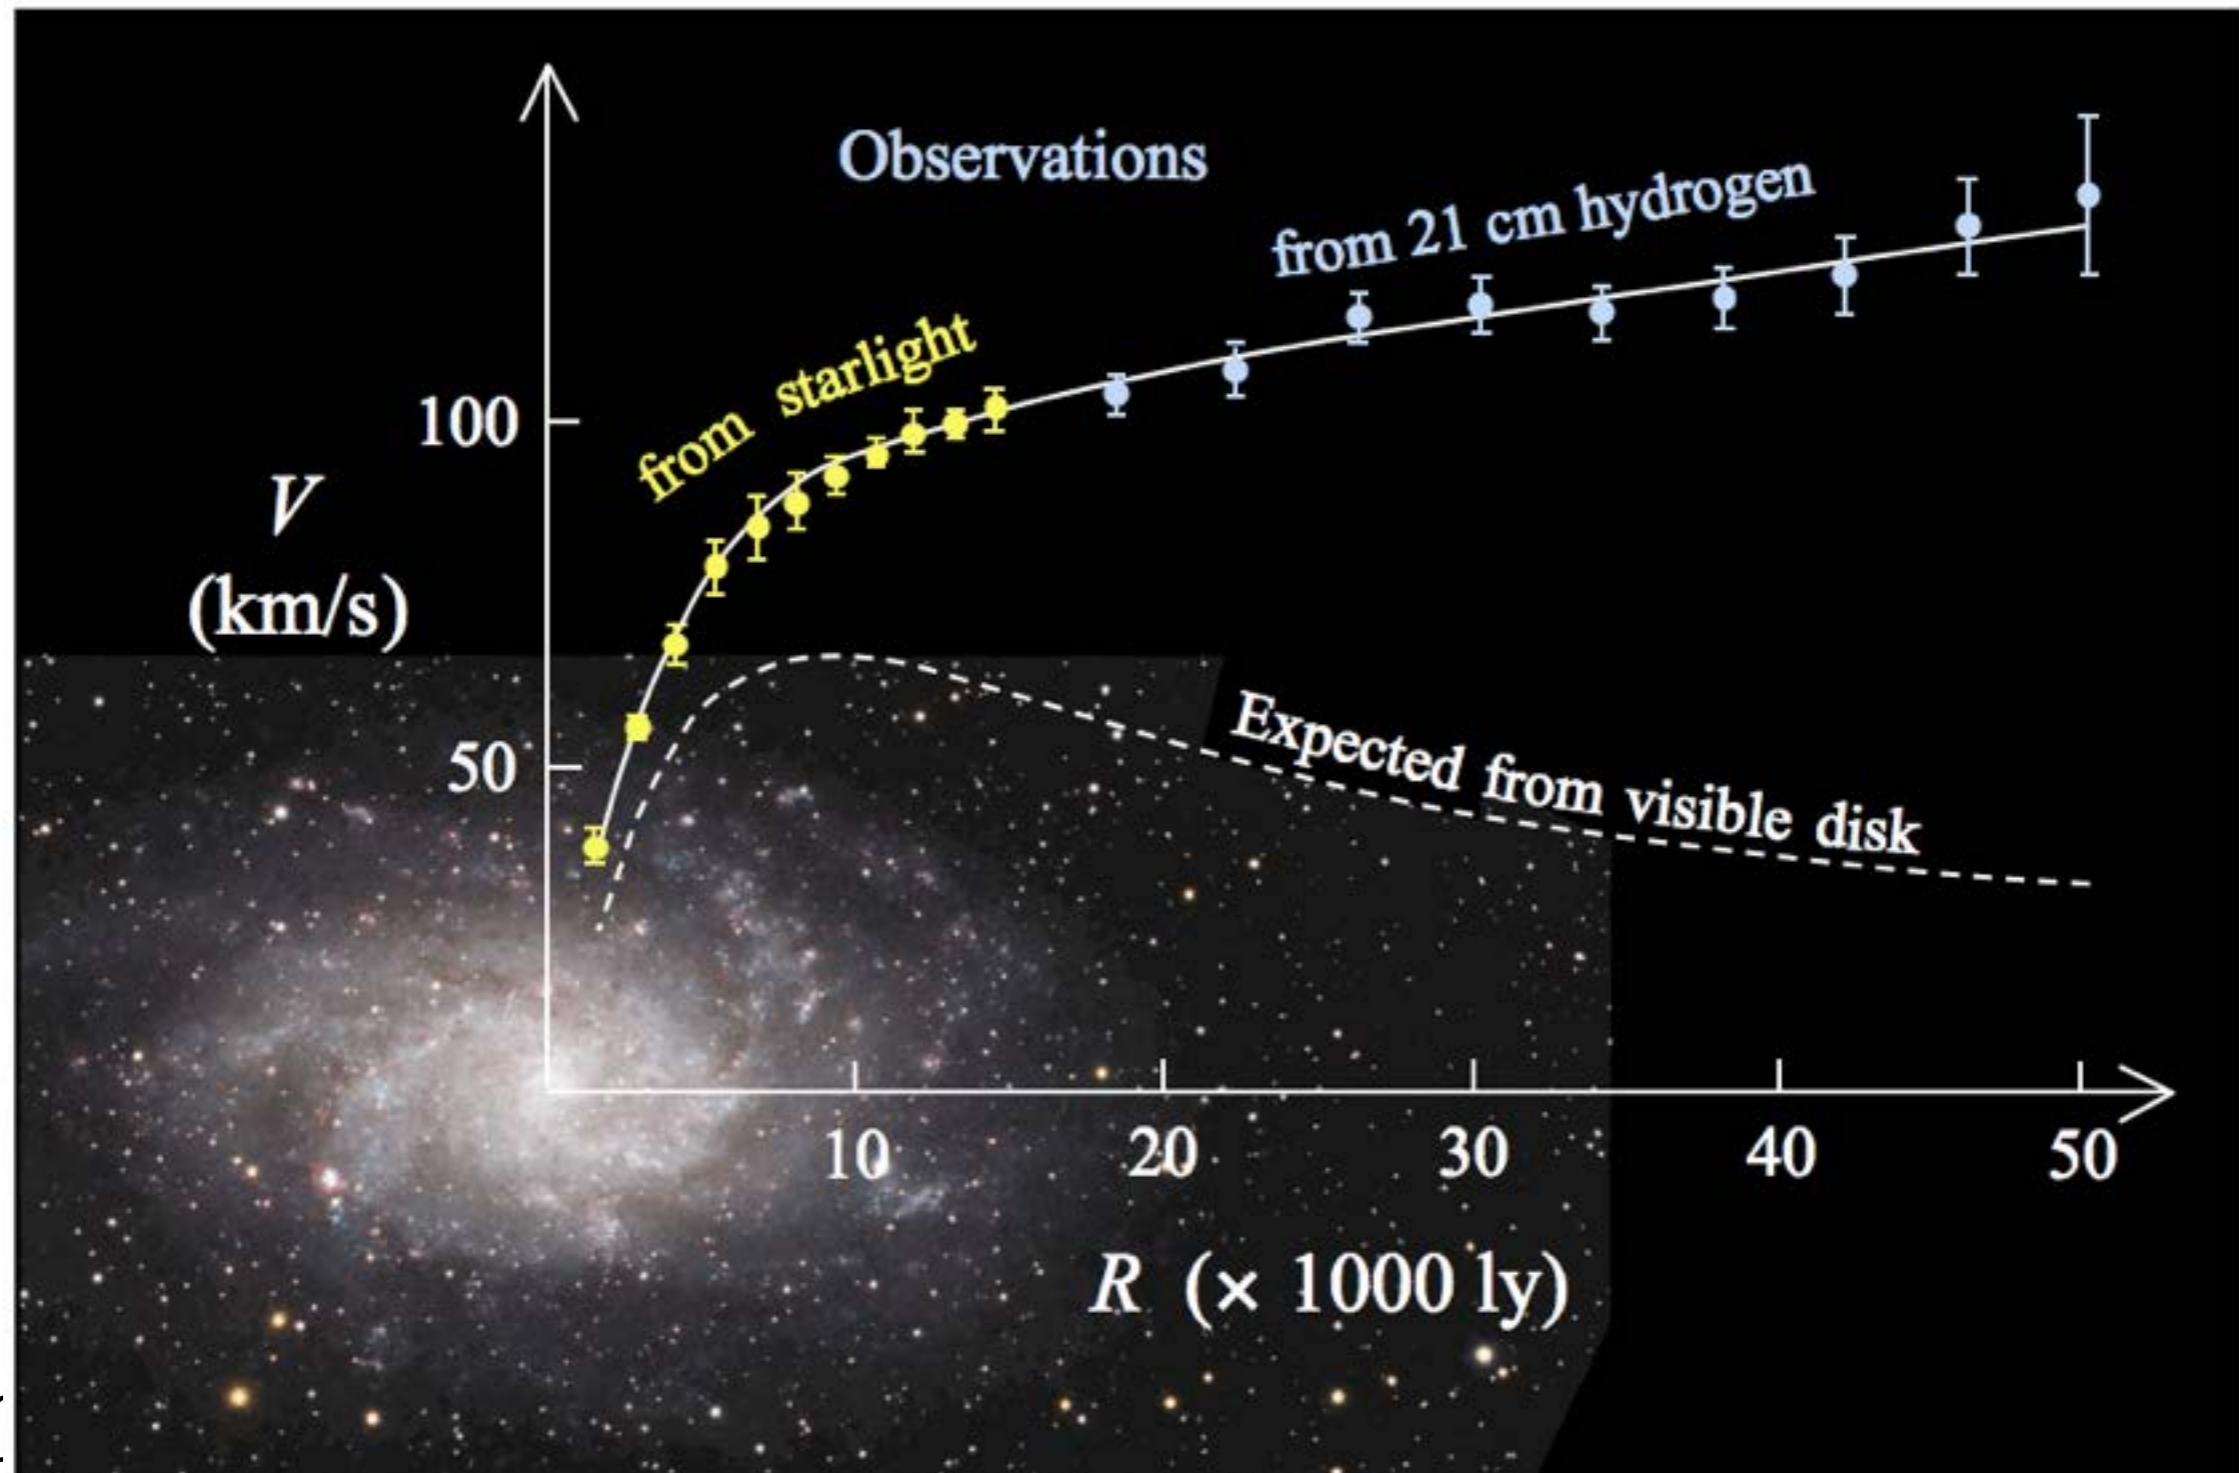 Observations
from 21 cm hydrogen
from starlight
100
V
(km/s)
50
Expected from visible disk
10
20
30
40
50
R (× 1000 ly)